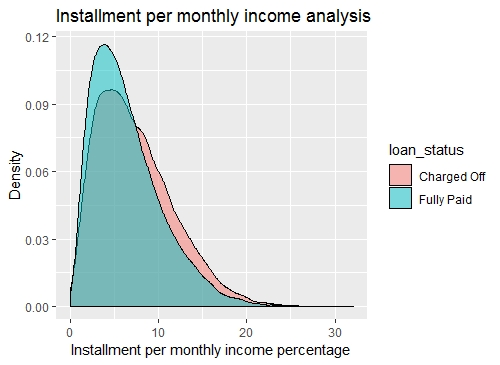 Installment per monthly income analysis
0.12
0.09
0.06
0.03
0.00
Density
0
10
20
30
Installment per monthly income percentage
loan_status
Charged Off
Fully Paid